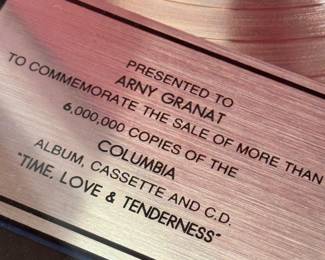 PRESENTED TO
ARNY GRANAT
TO COMMEMORATE THE SALE OF MORE THAN
6,000,000 COPIES OF THE
COLUMBIA
ALBUM, CASSETTE AND C.D.
"TIME, LOVE & TENDERNESS"